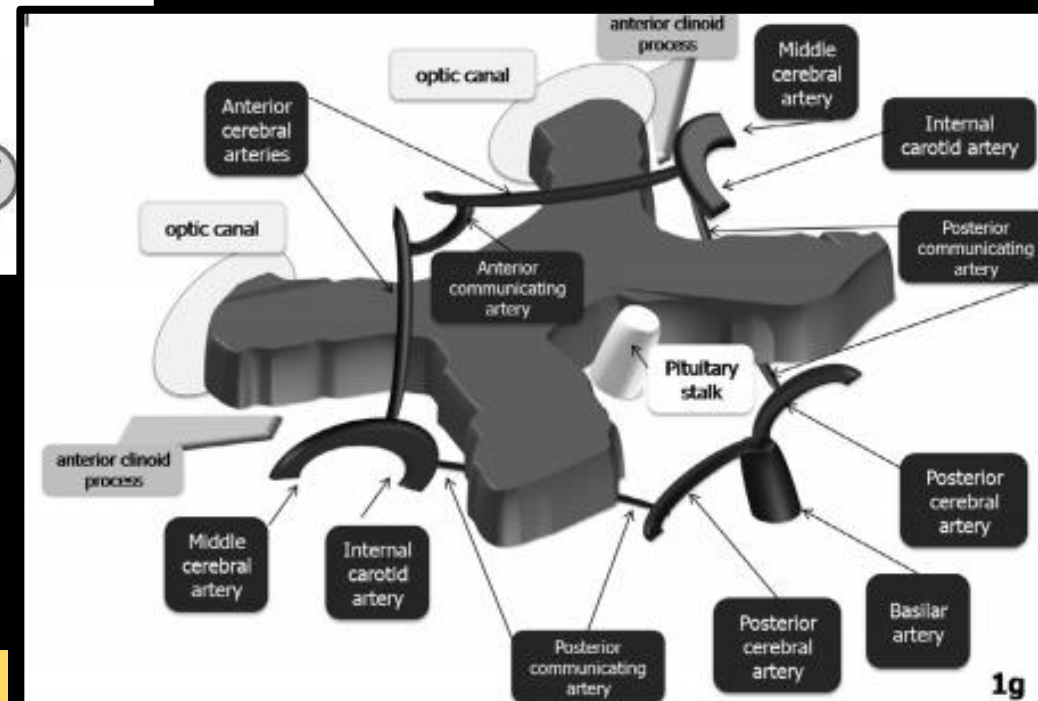 anterior clinoid
process
optic canal
Middle
cerebral
artery
Anterior
cerebral
arteries
Internal
carotid artery
optic canal
Posterior
communicating
artery
Anterior
communicating
artery
Pituitary
stalk
anterior clinoid
process
Posterior
cerebral
artery
Middle
cerebral
artery
Internal
carotid
artery
Basilar
artery
Posterior
cerebral
artery
Posterior
communicating
artery
1g